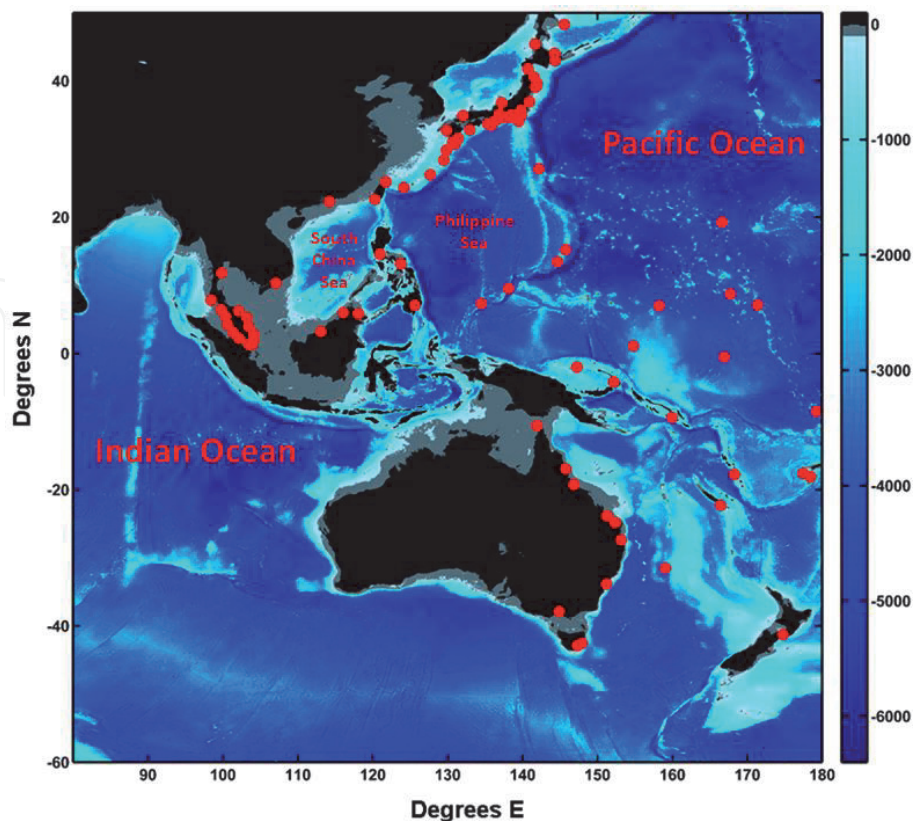 Pacific Ocean
Philippine
Sea
South
China
Sea
Indian Ocean
Degrees N
40
20
0
-20
-40
-60
90
100
110
120
130
140
150
160
170
180
Degrees E
0
-1000
-2000
-3000
-4000
-5000
-6000